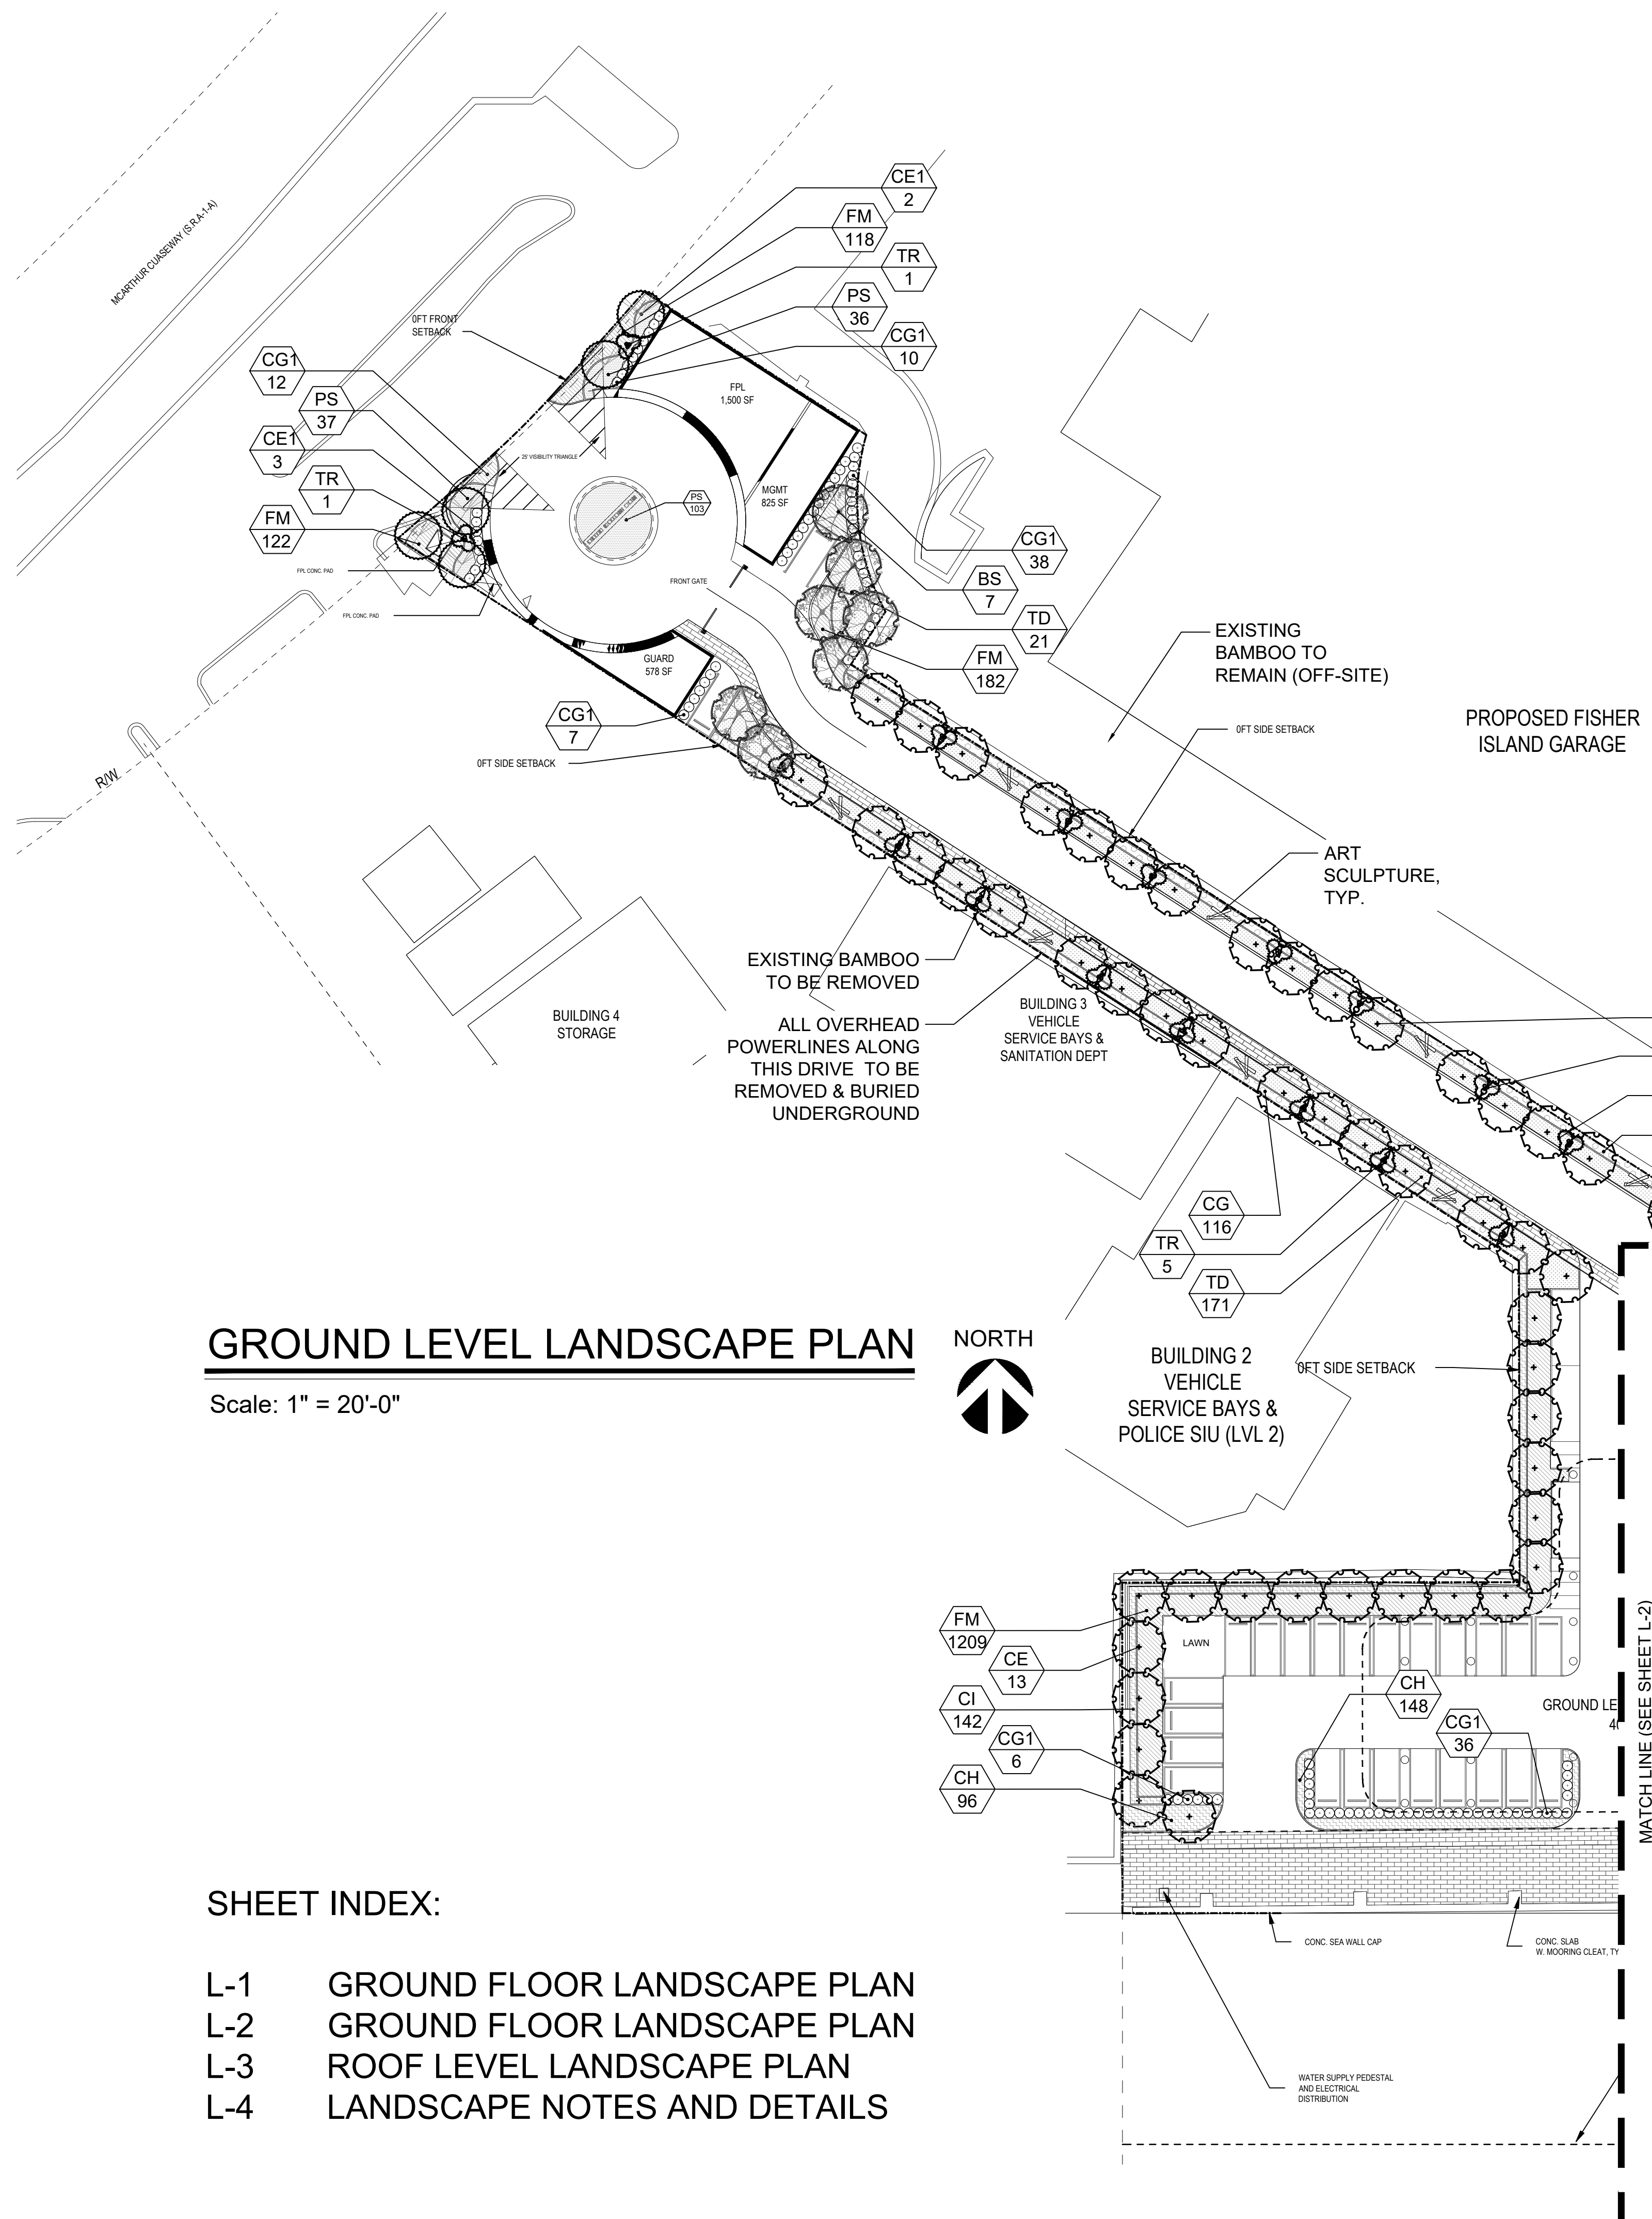 CE1
2
FM
118
TR
1
PS
36
CG1
10
MCARTHUR CUASEWAY (S.R.A-1-A)
0FT FRONT
SETBACK
CG1
12
PS
37
CE1
3
TR
1
FM
122
FPL CONC. PAD
FPL CONC. PAD
25' VISIBILITY TRIANGLE
FPL
1,500 SF
MGMT
825 SF
PS
103
FRONT GATE
GUARD
578 SF
CG1
38
BS
7
TD
21
FM
182
CG1
7
0FT SIDE SETBACK
R/W
EXISTING
BAMBOO TO
REMAIN (OFF-SITE)
0FT SIDE SETBACK
PROPOSED FISHER
ISLAND GARAGE
ART
SCULPTURE,
TYP.
EXISTING BAMBOO
TO BE REMOVED
ALL OVERHEAD
POWERLINES ALONG
THIS DRIVE TO BE
REMOVED & BURIED
UNDERGROUND
BUILDING 4
STORAGE
BUILDING 3
VEHICLE
SERVICE BAYS &
SANITATION DEPT
CG
116
TR
5
TD
171
GROUND LEVEL LANDSCAPE PLAN
Scale: 1" = 20'-0"
NORTH
BUILDING 2
VEHICLE
SERVICE BAYS &
POLICE SIU (LVL 2)
0FT SIDE SETBACK
FM
1209
CE
13
CI
142
CG1
6
CH
96
LAWN
CH
148
CG1
36
GROUND LE
MATCH LINE (SEE SHEET L-2)
CONC. SEA WALL CAP
CONC. SLAB
W. MOORING CLEAT, TY
WATER SUPPLY PEDESTAL
AND ELECTRICAL
DISTRIBUTION
SHEET INDEX:
L-1 GROUND FLOOR LANDSCAPE PLAN
L-2 GROUND FLOOR LANDSCAPE PLAN
L-3 ROOF LEVEL LANDSCAPE PLAN
L-4 LANDSCAPE NOTES AND DETAILS